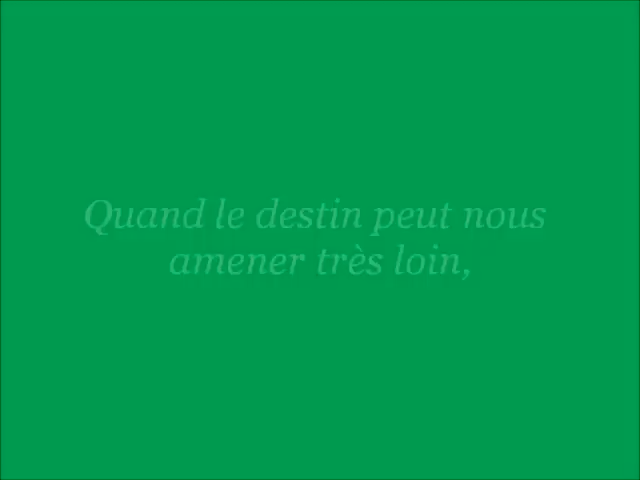 Quand le destin peut nous
amener très loin,